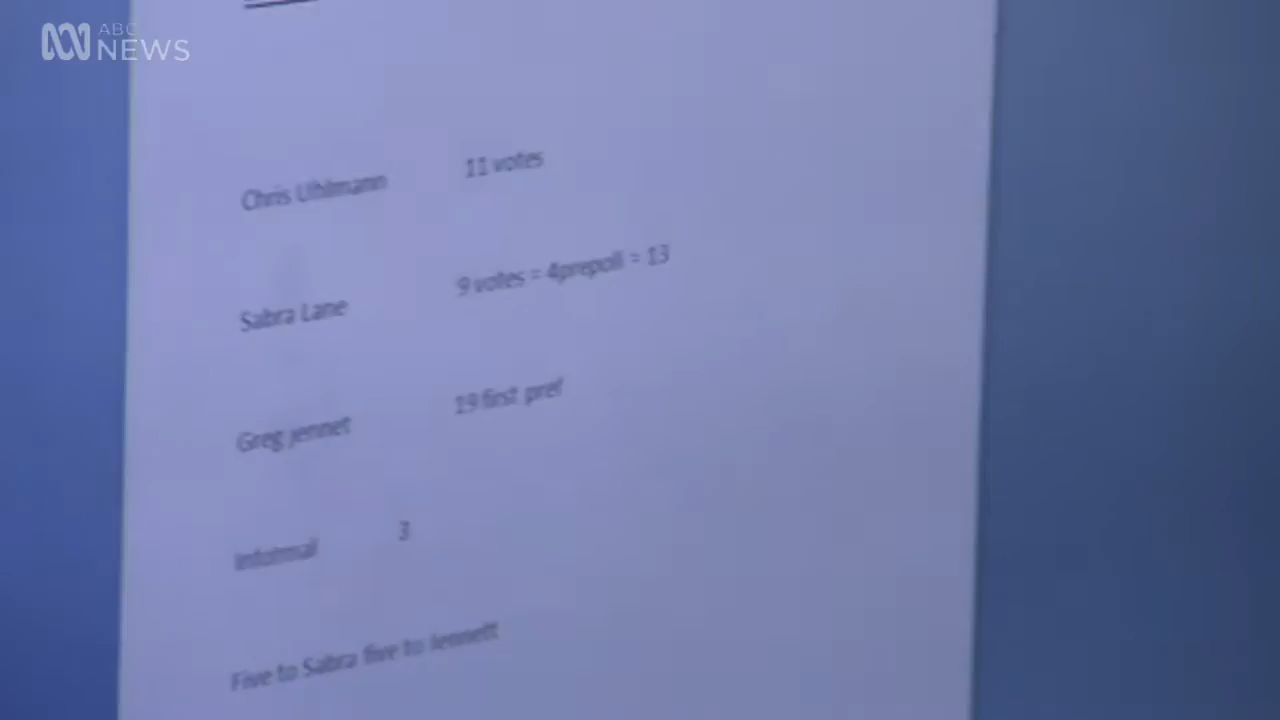 ABC
NEWS
Chris Uhlmann 11 votes
Sabra Lane 9 votes = 4prepoll = 13
Greg jennet 19 first pref
Informal 3
Five to Sabra five to Jennett